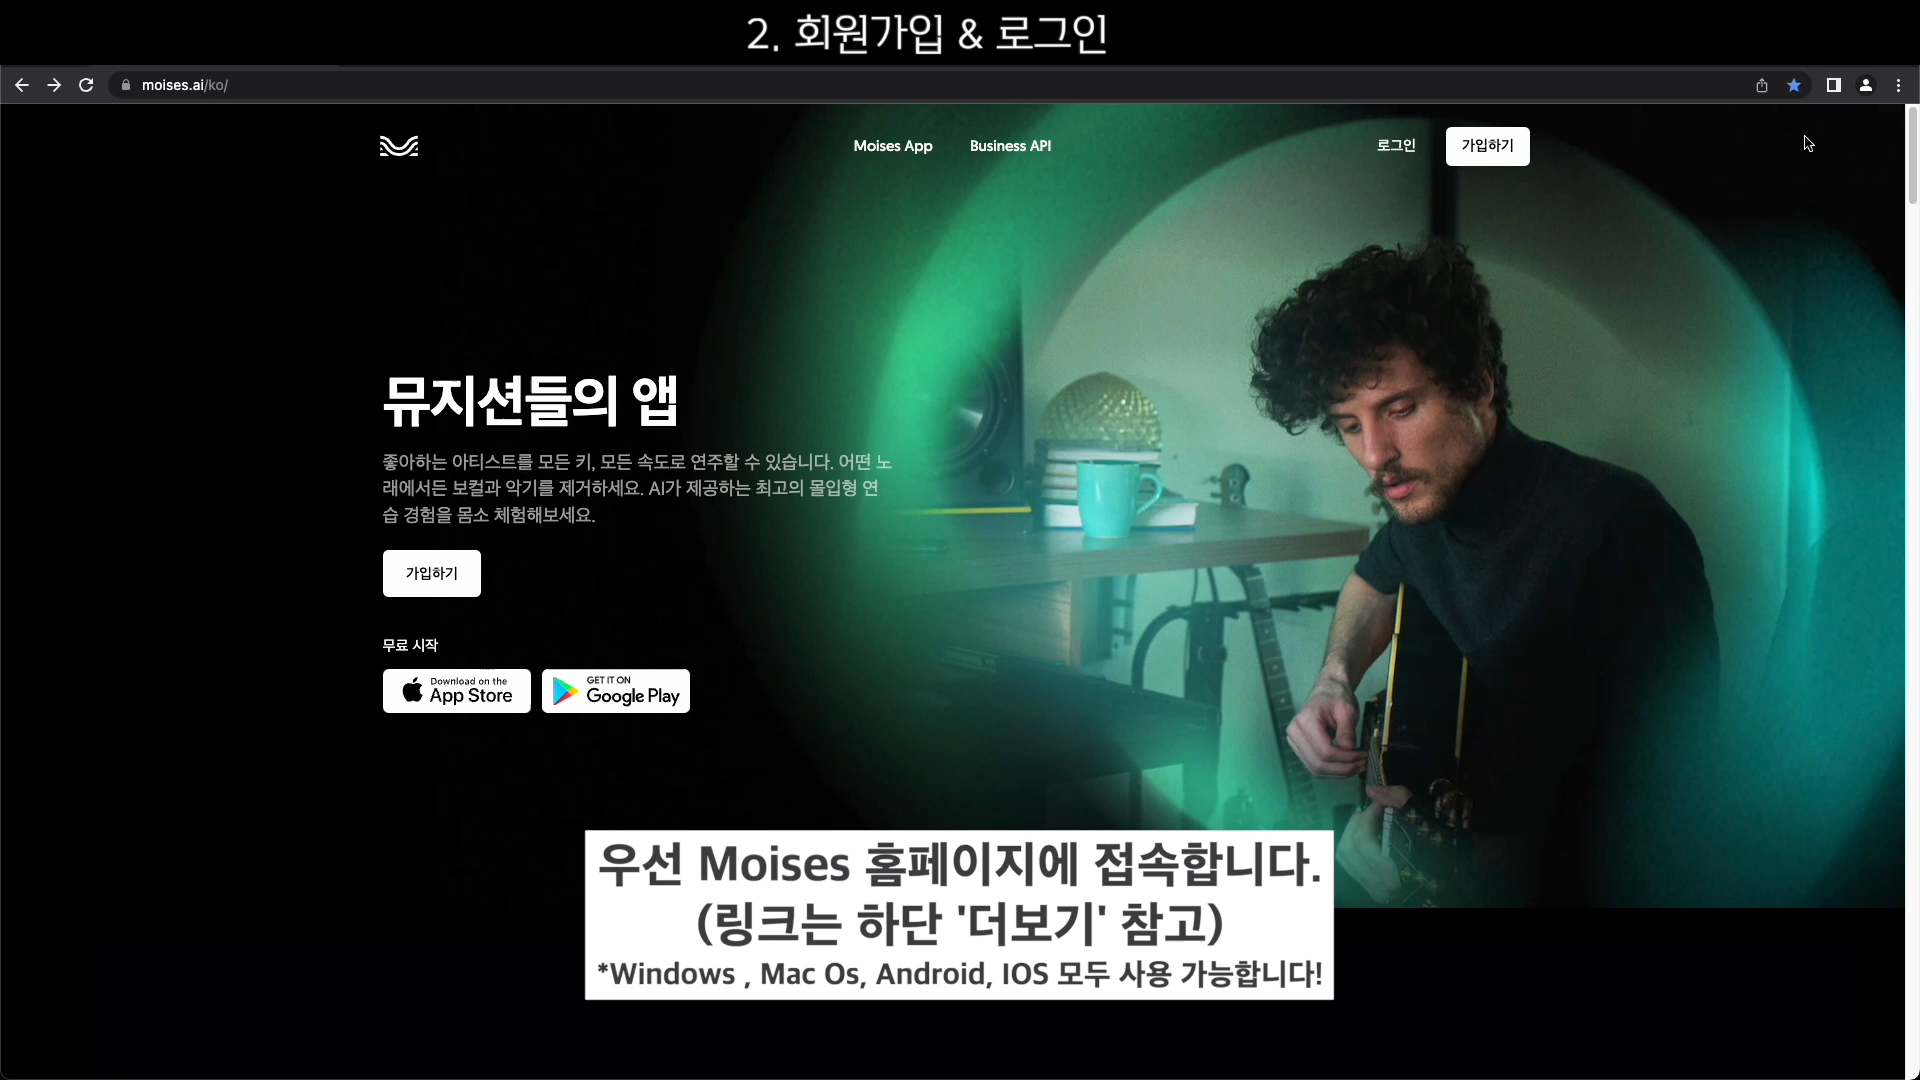 2. 회원가입 & 로그인
moises.ai/ko/
Moises App
Business API
로그인
가입하기
뮤지션들의 앱
좋아하는 아티스트를 모든 키, 모든 속도로 연주할 수 있습니다. 어떤 노
래에서든 보컬과 악기를 제거하세요. AI가 제공하는 최고의 몰입형 연
습 경험을 몸소 체험해보세요.
가입하기
무료 시작
Download on the
App Store
GET IT ON
Google Play
우선 Moises 홈페이지에 접속합니다.
(링크는 하단 '더보기' 참고)
*Windows , Mac Os, Android, IOS 모두 사용 가능합니다!